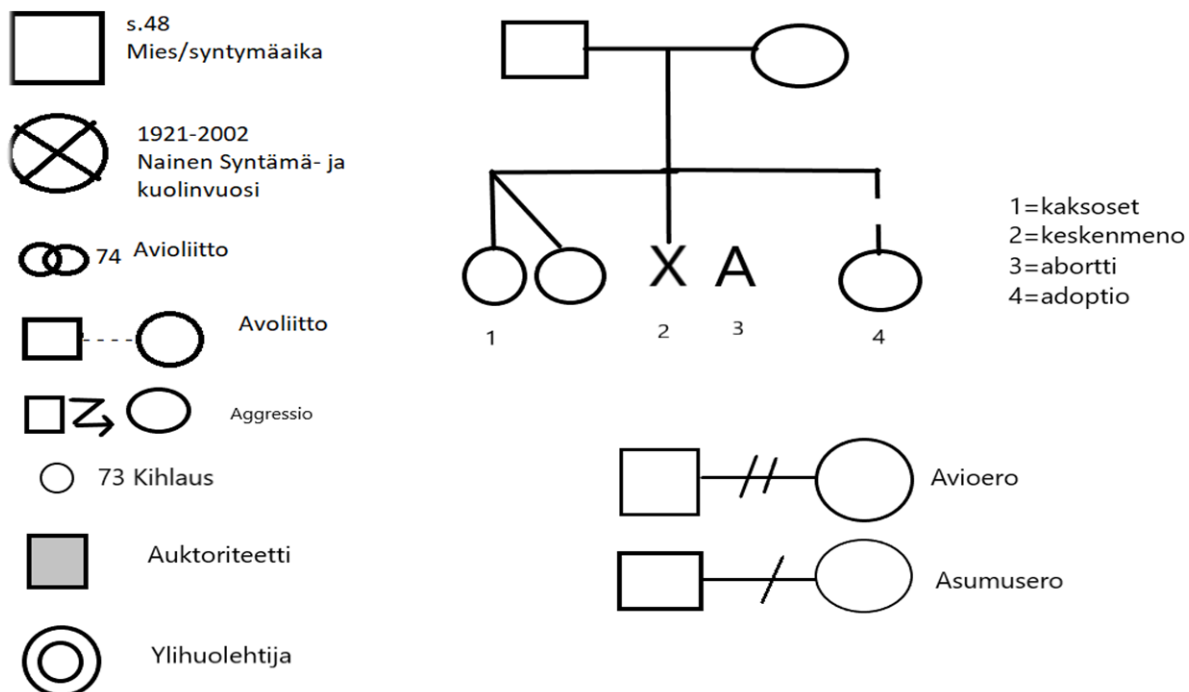 s.48
Mies/syntymäaika
1921-2002
Nainen Syntämä- ja
kuolinvuosi
74 Avioliitto
Avoliitto
Aggressio
73 Kihlaus
Auktoriteetti
Ylihuolehtija
X A
1 2 3 4
1=kaksoset
2=keskenmeno
3=abortti
4=adoptio
Avioero
Asumusero